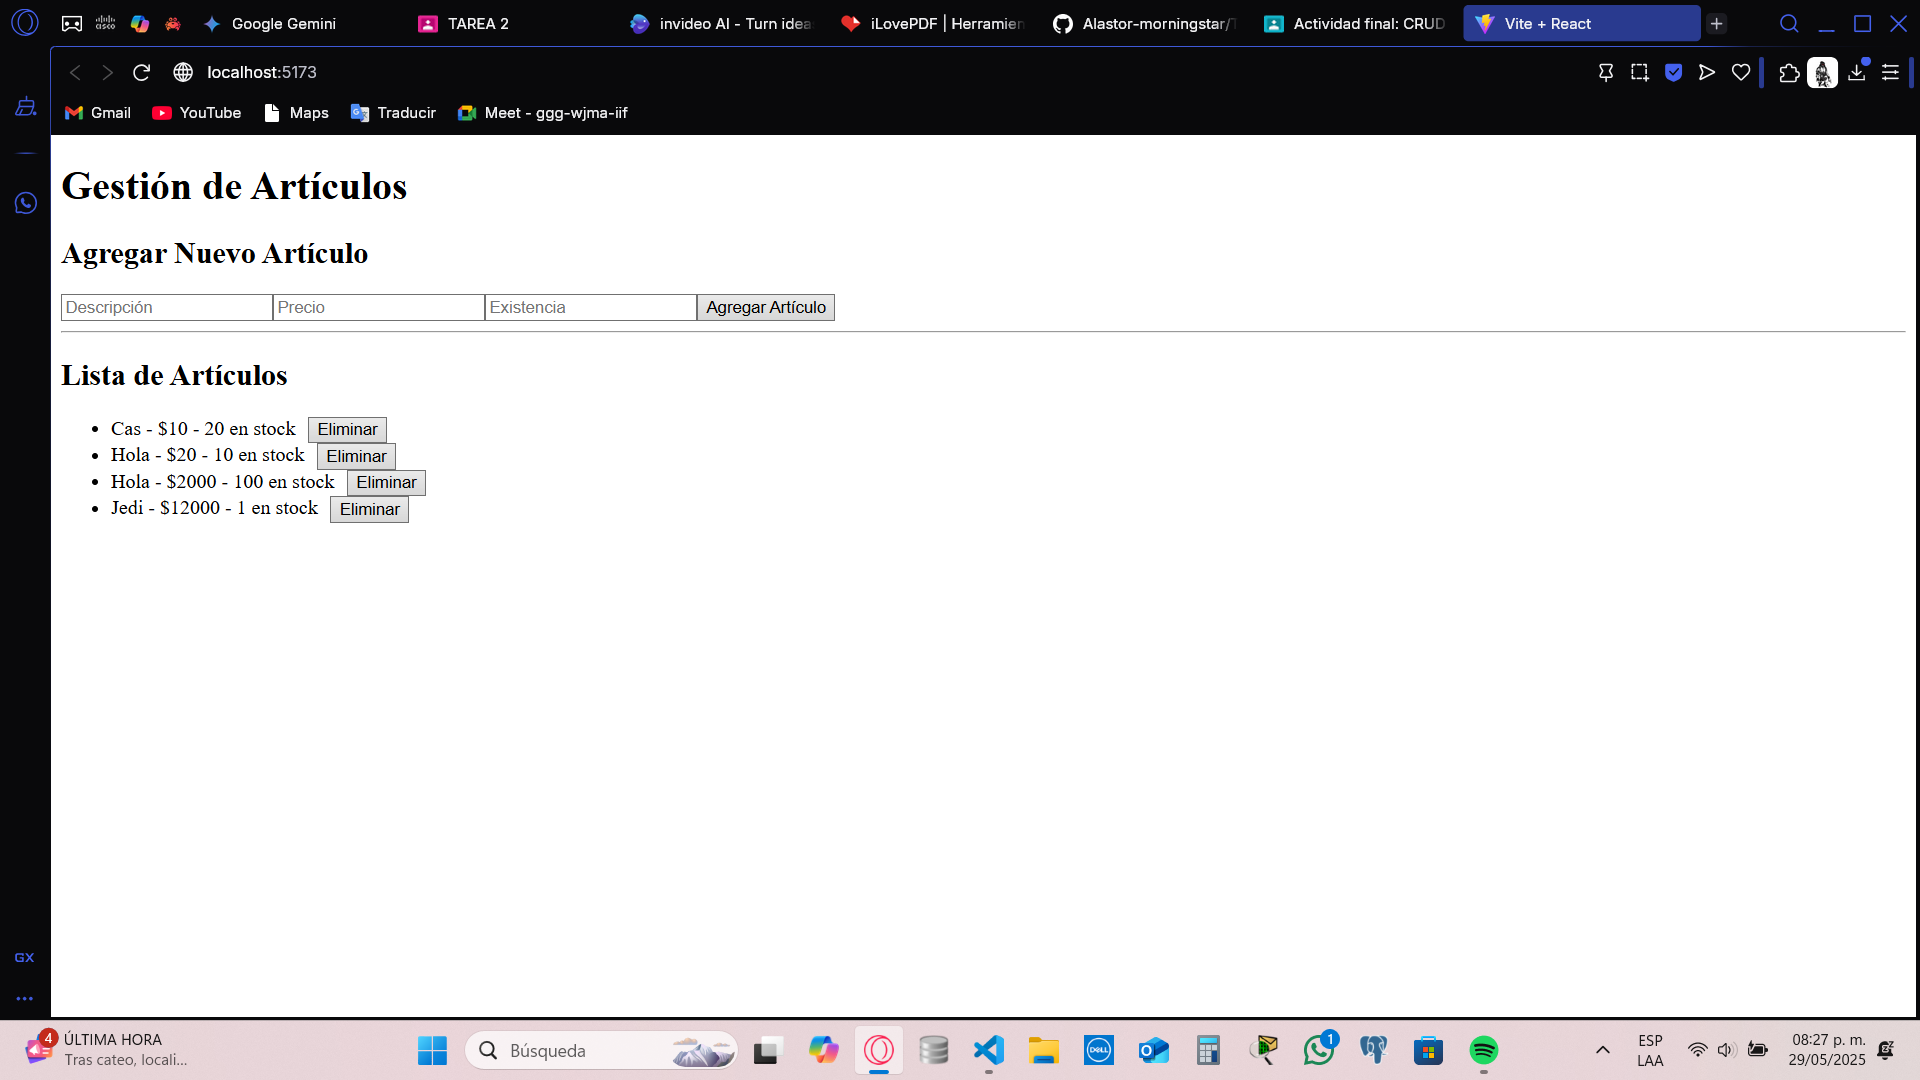 Google Gemini
TAREA 2
invideo AI - Turn idea
iLovePDF | Herramien
Alastor-morningstar/T
Actividad final: CRUD
Vite + React
localhost:5173
Gmail
YouTube
Maps
Traducir
Meet - ggg-wjma-iif
Gestión de Artículos
Agregar Nuevo Artículo
Descripción
Precio
Existencia
Agregar Artículo
Lista de Artículos
Cas - $10 - 20 en stock Eliminar
Hola - $20 - 10 en stock Eliminar
Hola - $2000 - 100 en stock Eliminar
Jedi - $12000 - 1 en stock Eliminar
GX
4
ÚLTIMA HORA
Tras cateo, locali...
Búsqueda
DELL
1
ESP
LAA
08:27 p. m.
29/05/2025